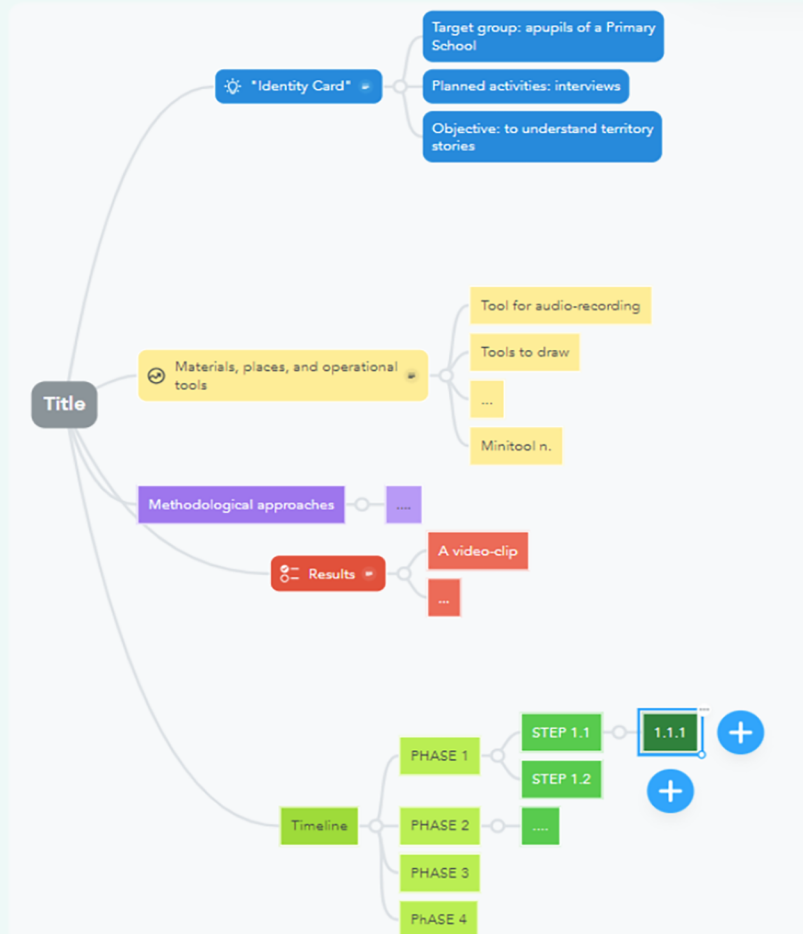 Target group: apupils of a Primary
School
"Identity Card"
Planned activities: interviews
Objective: to understand territory
stories
Tool for audio-recording
Materials, places, and operational
tools
Tools to draw
...
Minitool n.
Title
Methodological approaches
....
A video-clip
Results
...
STEP 1.1
1.1.1
PHASE 1
STEP 1.2
Timeline
PHASE 2
....
PHASE 3
PhASE 4